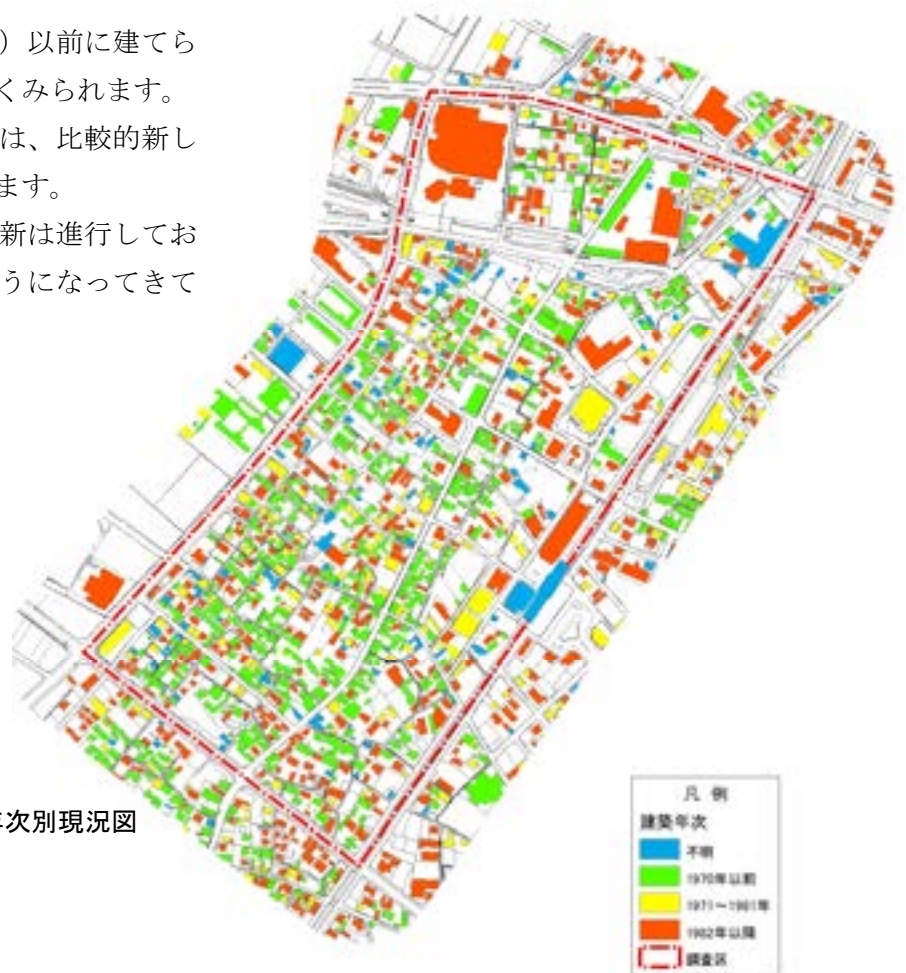 ）以前に建てら
くみられます。
は、比較的新し
ます。
新は進行してお
うになってきて
年次別現況図
凡 例
建築年次
不明
1970年以前
1971～1981年
1982年以降
調査区